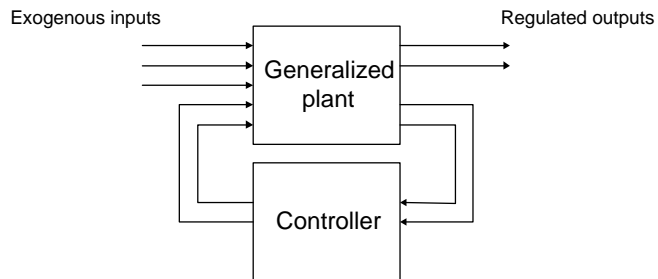 Exogenous inputs
Regulated outputs
Generalized
plant
Controller